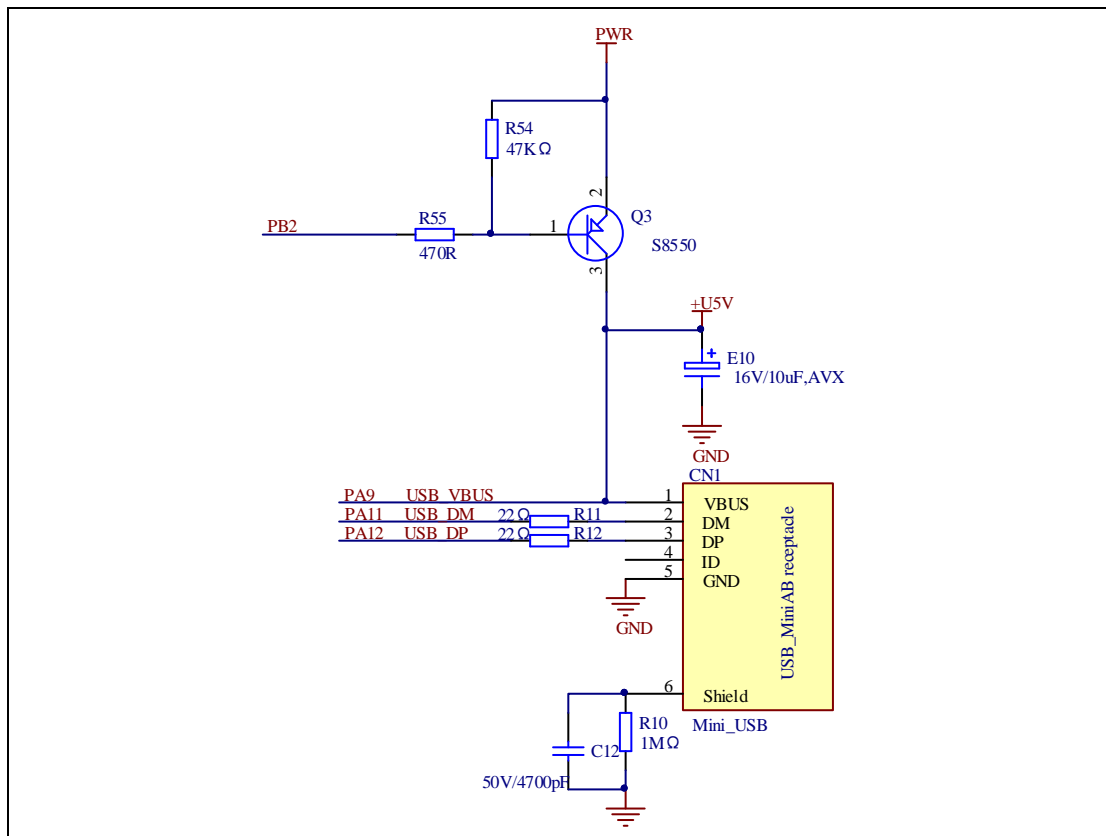 PWR
R54
47KΩ
2
Q3
PB2
R55
1
470R
S8550
3
+U5V
E10
16V/10uF,AVX
GND
CN1
PA9 USB_VBUS
1
VBUS
PA11 USB_DM 22Ω R11
2
DM
PA12 USB_DP 22Ω R12
3
DP
4
ID
5
GND
USB_MiniAB receptacle
GND
6
Shield
R10
Mini_USB
1MΩ
C12
50V/4700pF